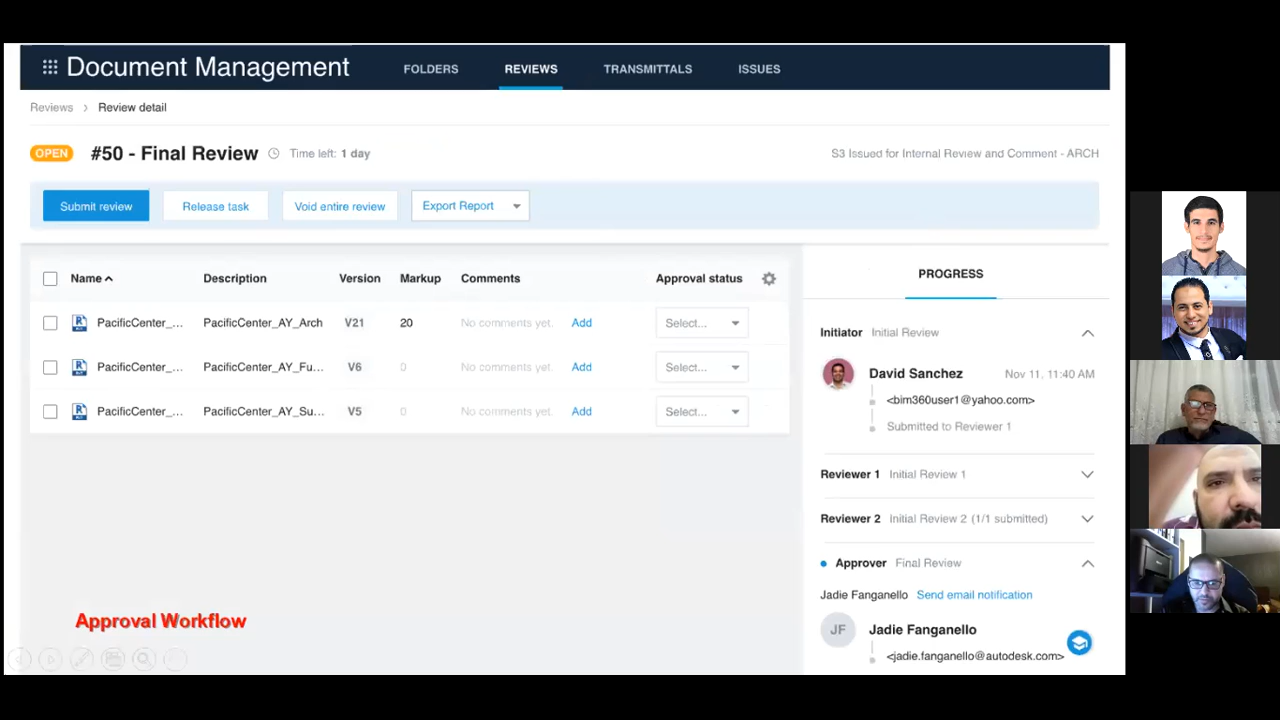 Document Management FOLDERS REVIEWS TRANSMITTALS ISSUES
Reviews > Review detail
OPEN #50 - Final Review Time left: 1 day S3 Issued for Internal Review and Comment - ARCH
Submit review Release task Void entire review Export Report
Name Description Version Markup Comments Approval status
PacificCenter_... PacificCenter_AY_Arch V21 20 No comments yet. Add Select...
PacificCenter_... PacificCenter_AY_Fu... V6 0 No comments yet. Add Select...
PacificCenter_... PacificCenter_AY_Su... V5 0 No comments yet. Add Select...
PROGRESS
Initiator Initial Review
David Sanchez Nov 11, 11:40 AM
<bim360user1@yahoo.com>
Submitted to Reviewer 1
Reviewer 1 Initial Review 1
Reviewer 2 Initial Review 2 (1/1 submitted)
Approver Final Review
Jadie Fanganello Send email notification
JF Jadie Fanganello
<jadie.fanganello@autodesk.com>
Approval Workflow